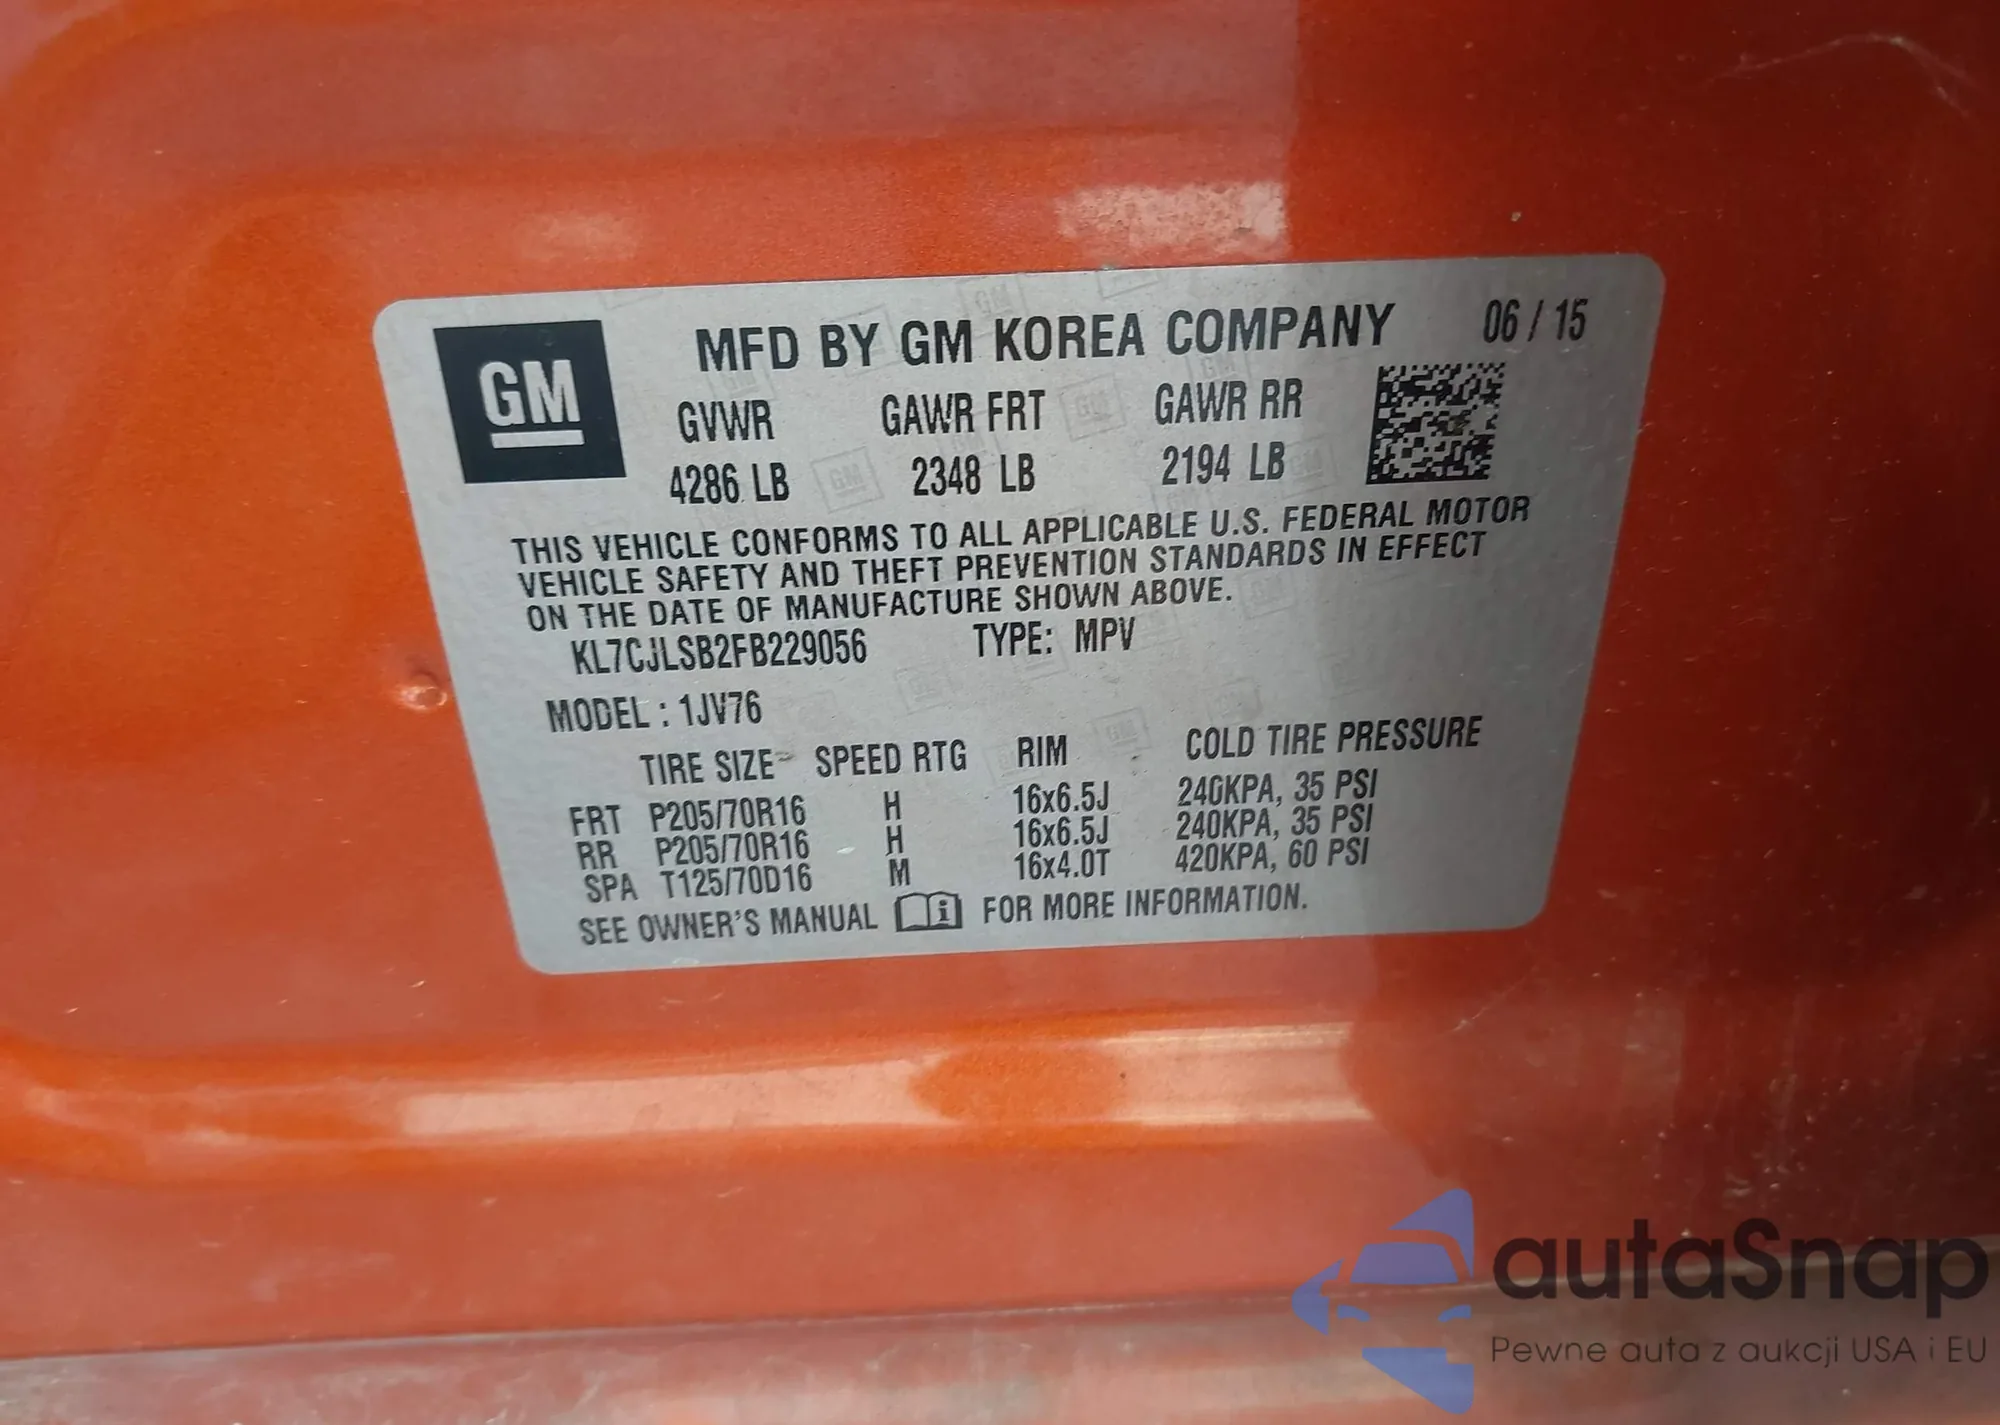 GM
MFD BY GM KOREA COMPANY 06 / 15
GVWR GAWR FRT GAWR RR
4286 LB 2348 LB 2194 LB
THIS VEHICLE CONFORMS TO ALL APPLICABLE U.S. FEDERAL MOTOR
VEHICLE SAFETY AND THEFT PREVENTION STANDARDS IN EFFECT
ON THE DATE OF MANUFACTURE SHOWN ABOVE.
KL7CJLSB2FB229056 TYPE: MPV
MODEL : 1JV76
TIRE SIZE SPEED RTG RIM COLD TIRE PRESSURE
FRT P205/70R16 H 16x6.5J 240KPA, 35 PSI
RR P205/70R16 H 16x6.5J 240KPA, 35 PSI
SPA T125/70D16 M 16x4.0T 420KPA, 60 PSI
SEE OWNER'S MANUAL i FOR MORE INFORMATION.
autaSnap
Pewne auta z aukcji USA i EU